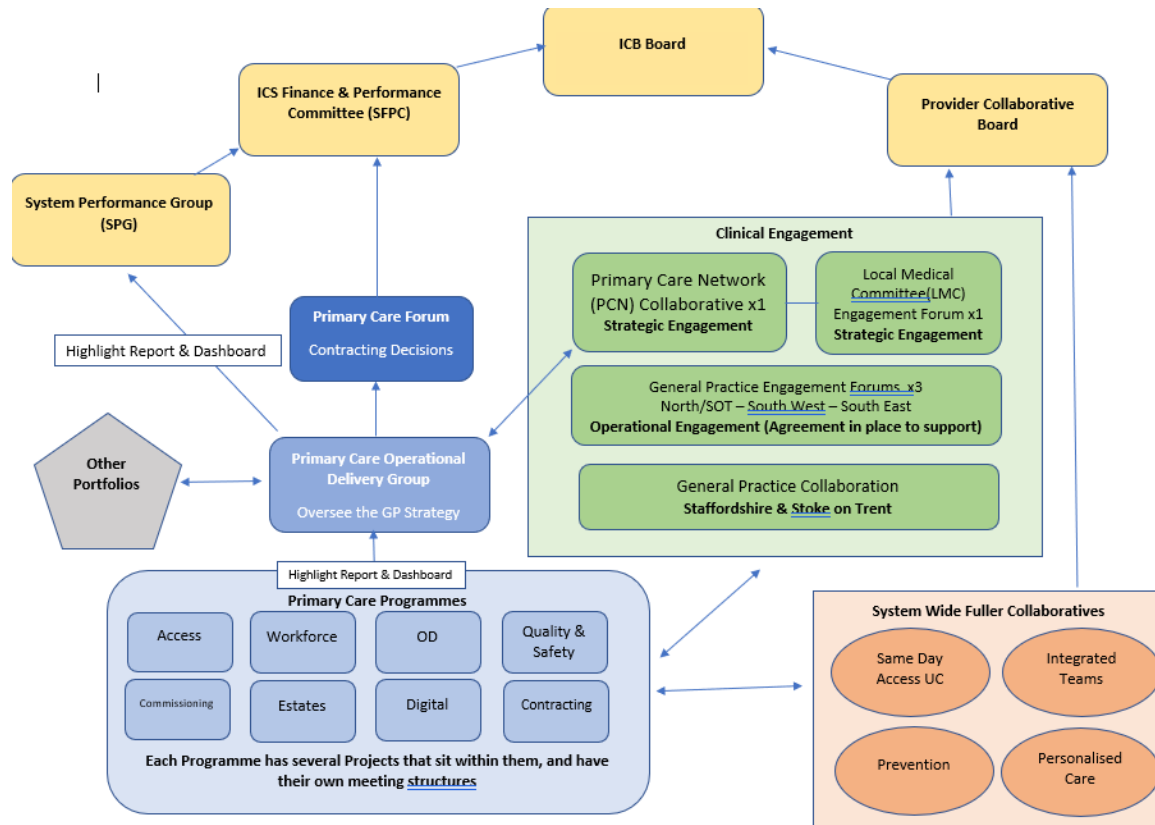 ICB Board
ICS Finance & Performance
Committee (SFPC)
Provider Collaborative
Board
System Performance Group
(SPG)
Highlight Report & Dashboard
Primary Care Forum
Contracting Decisions
Clinical Engagement
Primary Care Network
(PCN) Collaborative x1
Strategic Engagement
Local Medical
Committee(LMC)
Engagement Forum x1
Strategic Engagement
General Practice Engagement Forums x3
North/SOT – South West – South East
Operational Engagement (Agreement in place to support)
General Practice Collaboration
Staffordshire & Stoke on Trent
Other
Portfolios
Primary Care Operational
Delivery Group
Oversee the GP Strategy
Highlight Report & Dashboard
Primary Care Programmes
Access
Workforce
OD
Quality &
Safety
Commissioning
Estates
Digital
Contracting
Each Programme has several Projects that sit within them, and have
their own meeting structures
System Wide Fuller Collaboratives
Same Day
Access UC
Integrated
Teams
Prevention
Personalised
Care